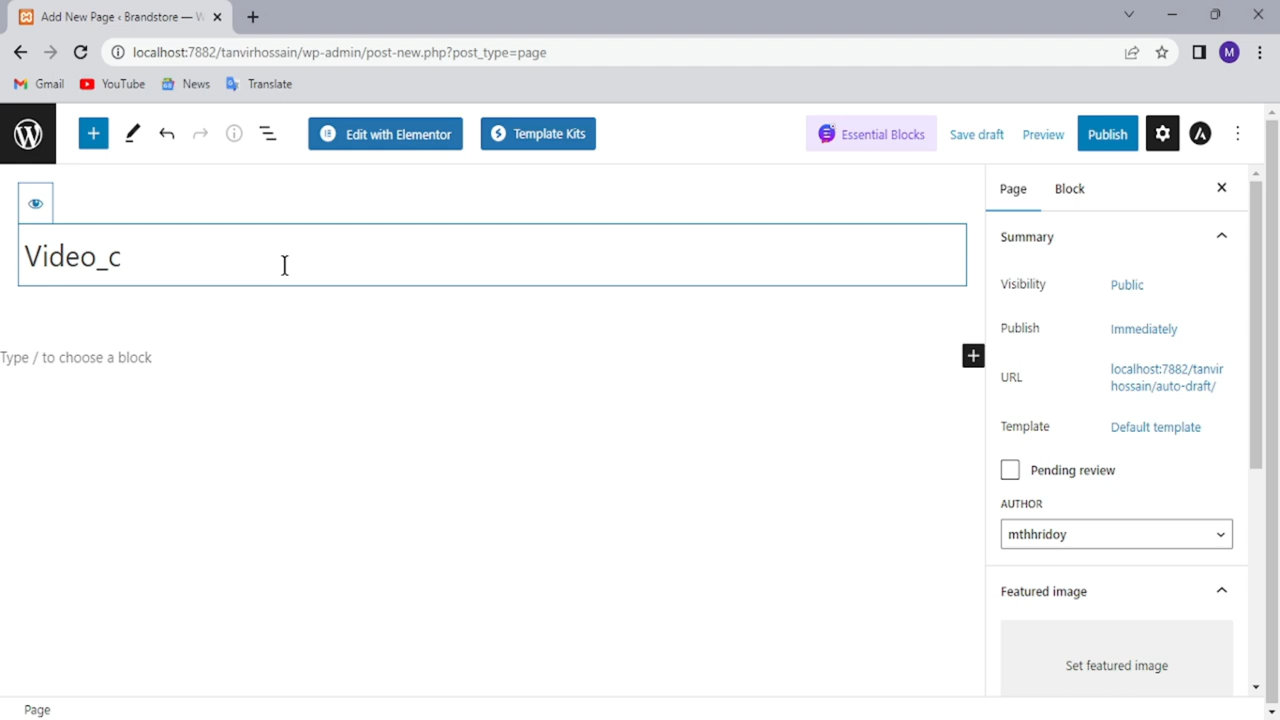 Add New Page ‹ Brandstore — W
localhost:7882/tanvirhossain/wp-admin/post-new.php?post_type=page
M
Gmail YouTube News Translate
Edit with Elementor Template Kits Essential Blocks Save draft Preview Publish
Page Block
Video_c
Type / to choose a block
Summary
Visibility Public
Publish Immediately
URL localhost:7882/tanvir
hossain/auto-draft/
Template Default template
Pending review
AUTHOR
mthhridoy
Featured image
Set featured image
Page